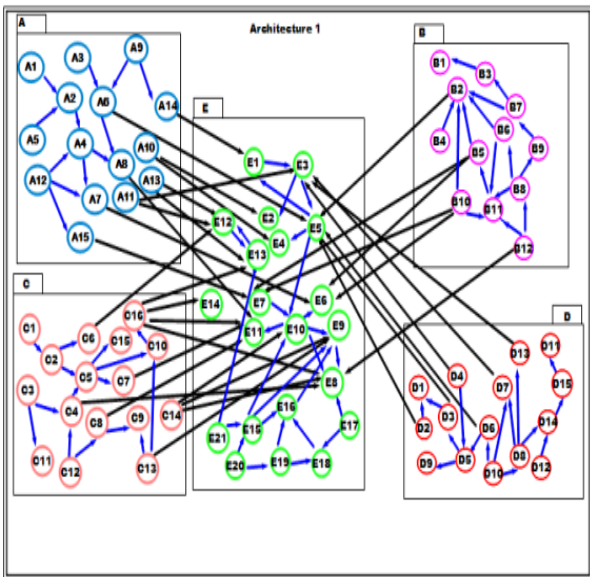 Architecture 1
A
A1
A3
A9
A2
A6
A14
A5
A4
A8
A10
A12
A7
A11
A13
A15
B
B1
B3
B2
B7
B4
B6
B5
B9
B8
B10
B11
B12
E
E1
E3
E2
E12
E4
E5
E13
E14
E7
E6
E11
E10
E9
E8
E16
E21
E15
E17
E20
E19
E18
C
C16
C1
C6
C15
C10
C2
C5
C7
C3
C4
C9
C14
C8
C11
C12
C13
D
D13
D11
D1
D4
D7
D15
D3
D2
D6
D14
D9
D5
D8
D10
D12